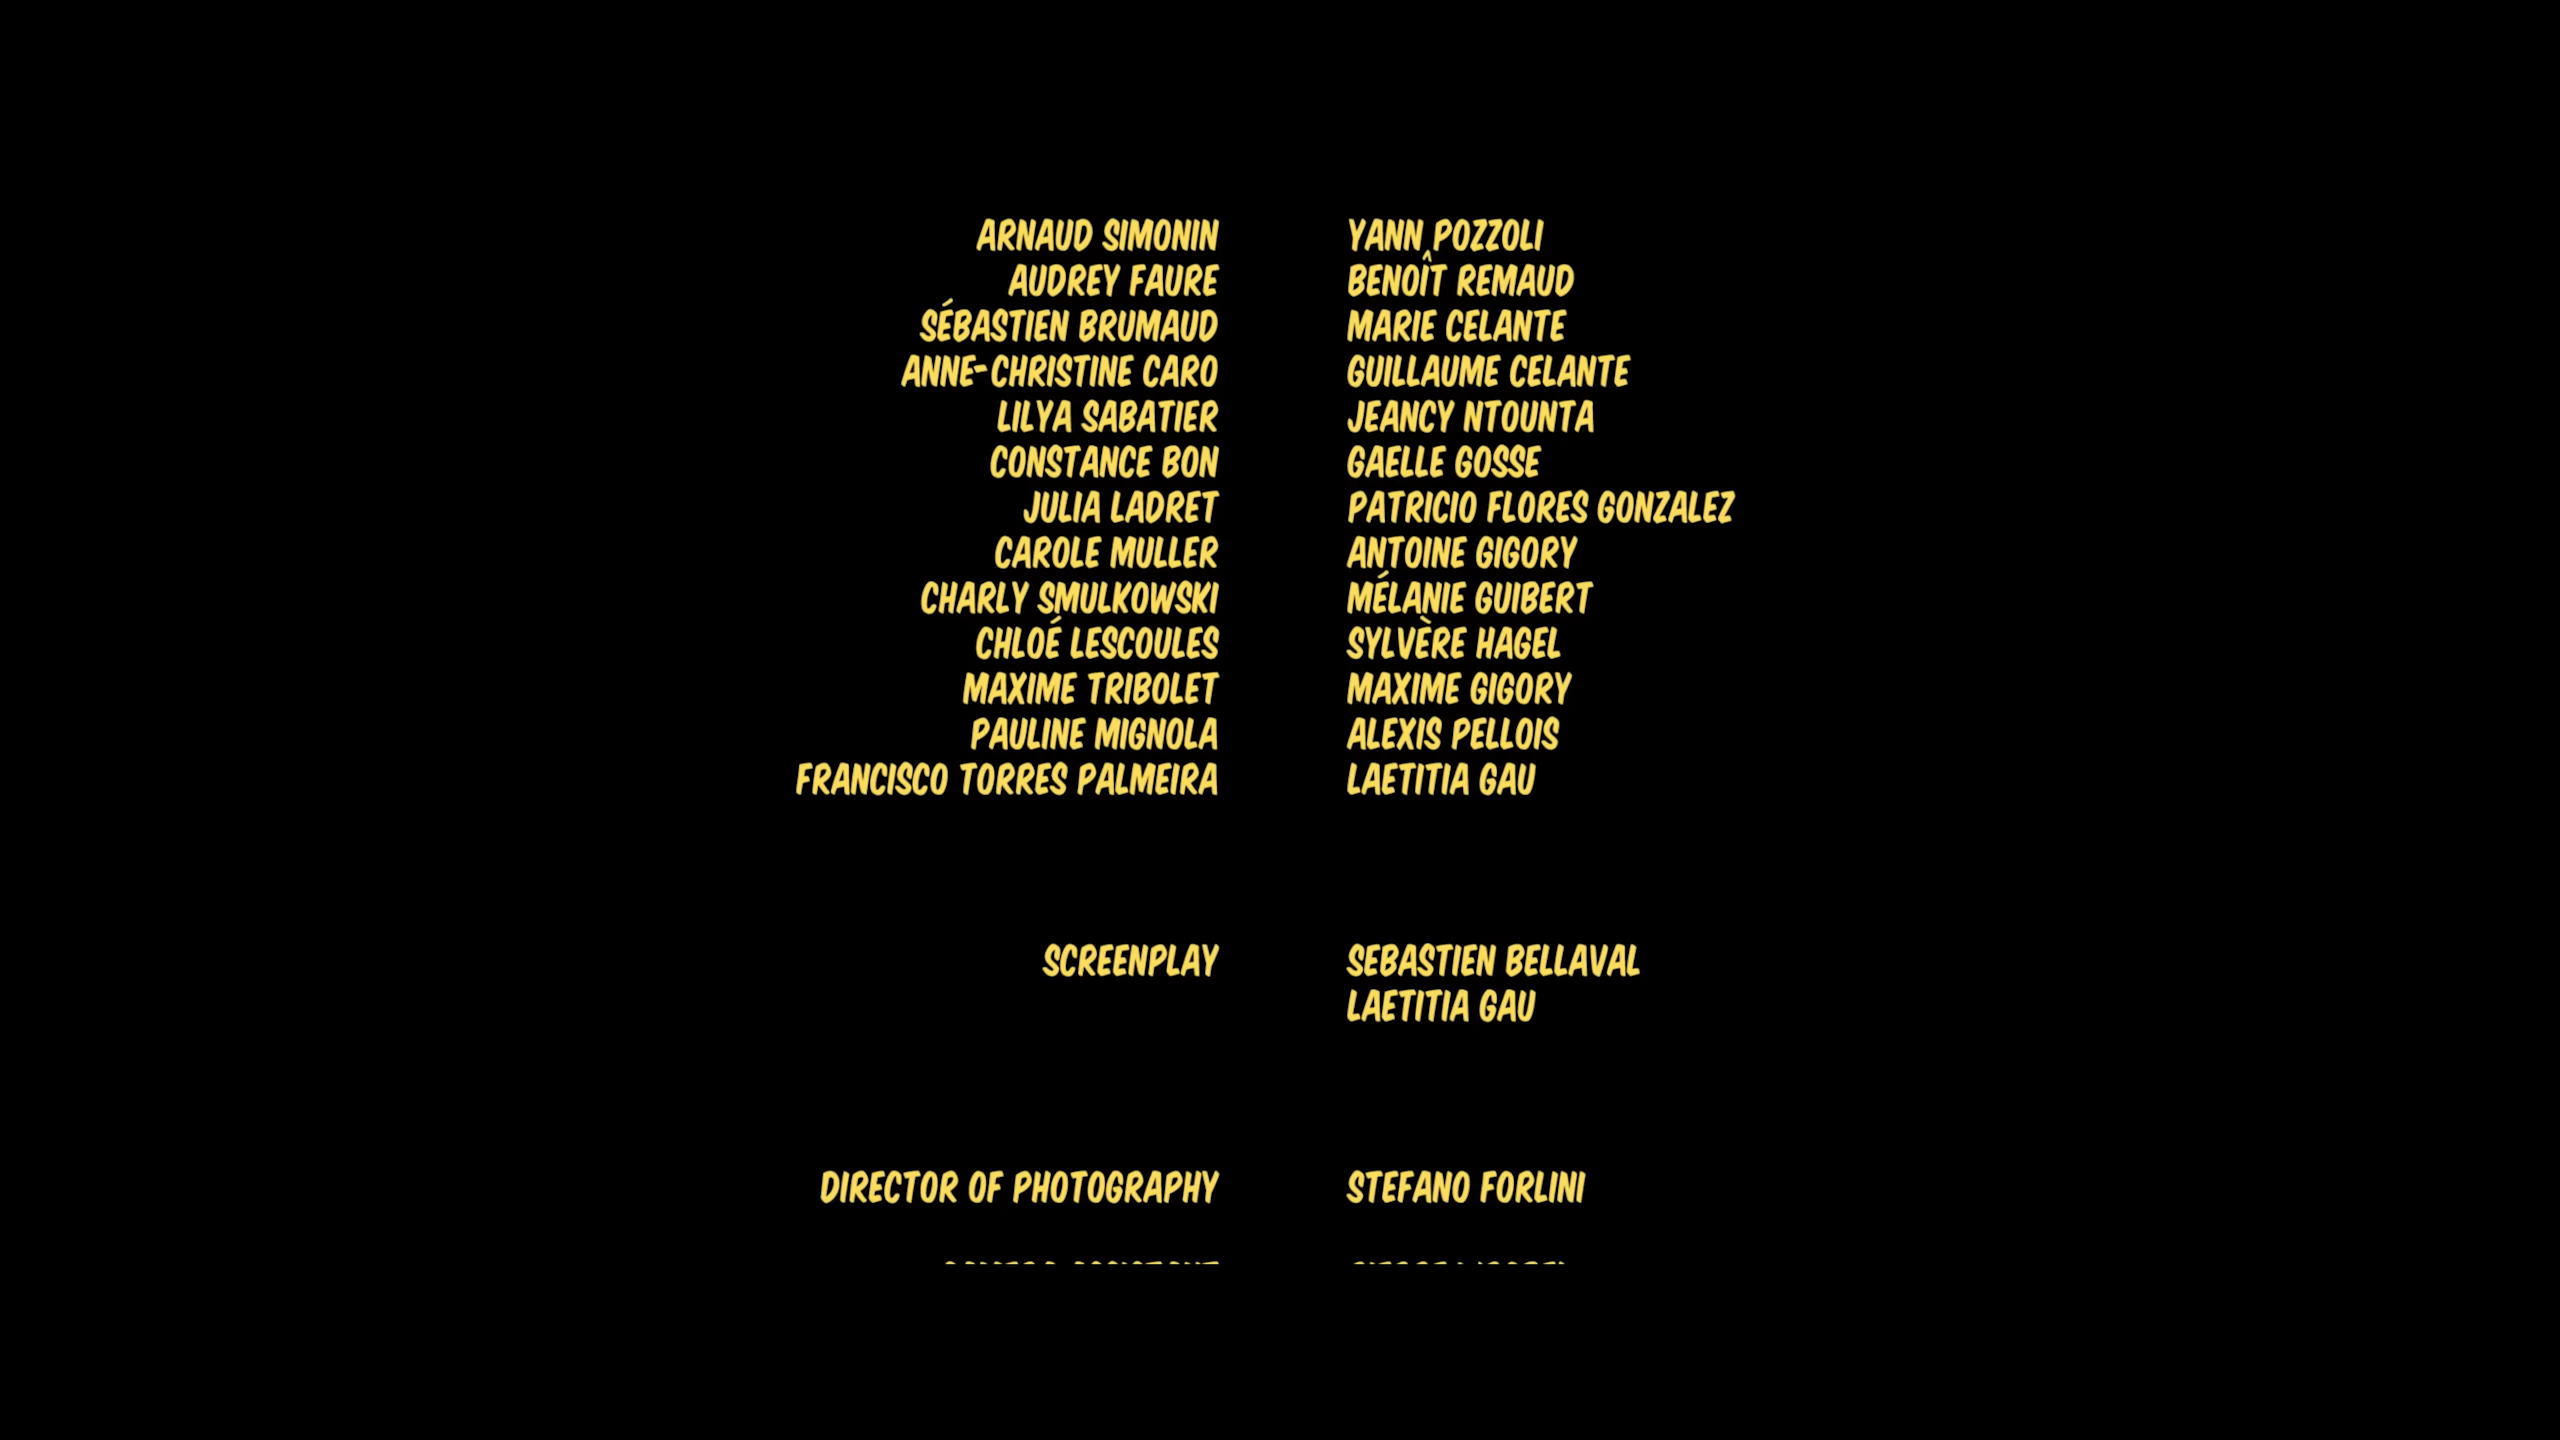 ARNAUD SIMONIN YANN POZZOLI
AUDREY FAURE BENOÎT REMAUD
SÉBASTIEN BRUMAUD MARIE CELANTE
ANNE-CHRISTINE CARO GUILLAUME CELANTE
LILYA SABATIER JEANCY NTOUNTA
CONSTANCE BON GAELLE GOSSE
JULIA LADRET PATRICIO FLORES GONZALEZ
CAROLE MULLER ANTOINE GIGORY
CHARLY SMULKOWSKI MÉLANIE GUIBERT
CHLOÉ LESCOULES SYLVÈRE HAGEL
MAXIME TRIBOLET MAXIME GIGORY
PAULINE MIGNOLA ALEXIS PELLOIS
FRANCISCO TORRES PALMEIRA LAETITIA GAU
SCREENPLAY SEBASTIEN BELLAVAL
LAETITIA GAU
DIRECTOR OF PHOTOGRAPHY STEFANO FORLINI